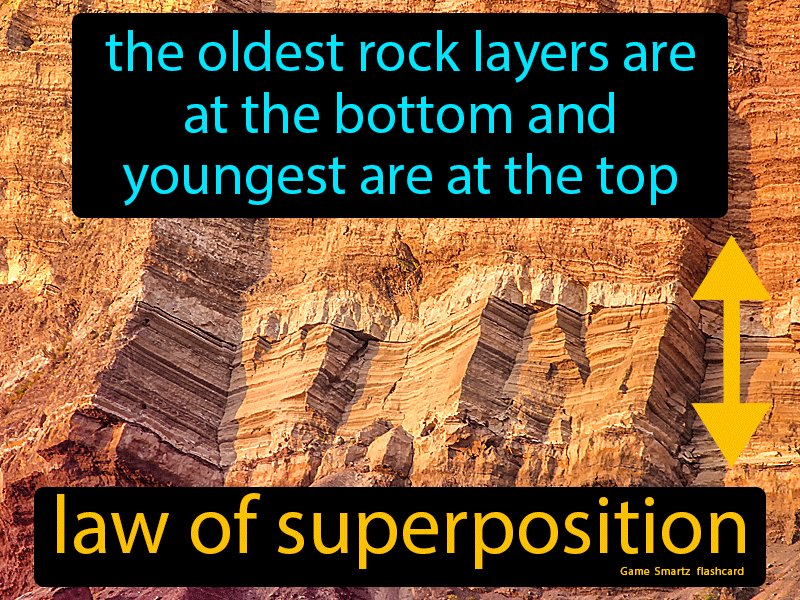 the oldest rock layers are
at the bottom and
youngest are at the top
law of superposition
Game Smartz flashcard